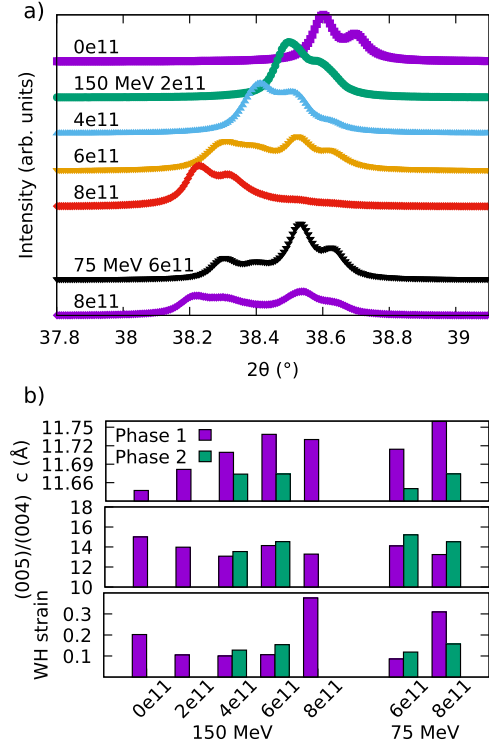 a)
0e11
150 MeV 2e11
4e11
6e11
8e11
75 MeV 6e11
8e11
Intensity (arb. units)
37.8 38 38.2 38.4 38.6 38.8 39
2θ (°)
b)
11.75
11.69
11.66
c (Å)
Phase 1
Phase 2
18
16
14
12
10
(005)/(004)
0.3
0.2
0.1
WH strain
0e11 2e11 4e11 6e11 8e11 6e11 8e11
150 MeV 75 MeV